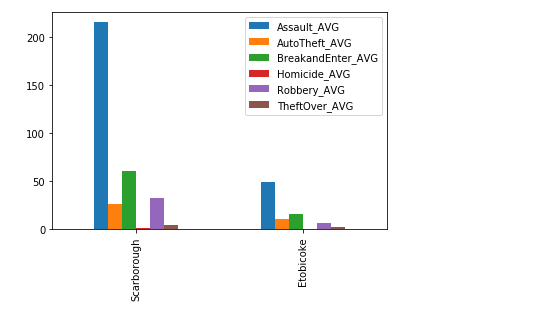 200
150
100
50
0
Assault_AVG
AutoTheft_AVG
BreakandEnter_AVG
Homicide_AVG
Robbery_AVG
TheftOver_AVG
Scarborough
Etobicoke